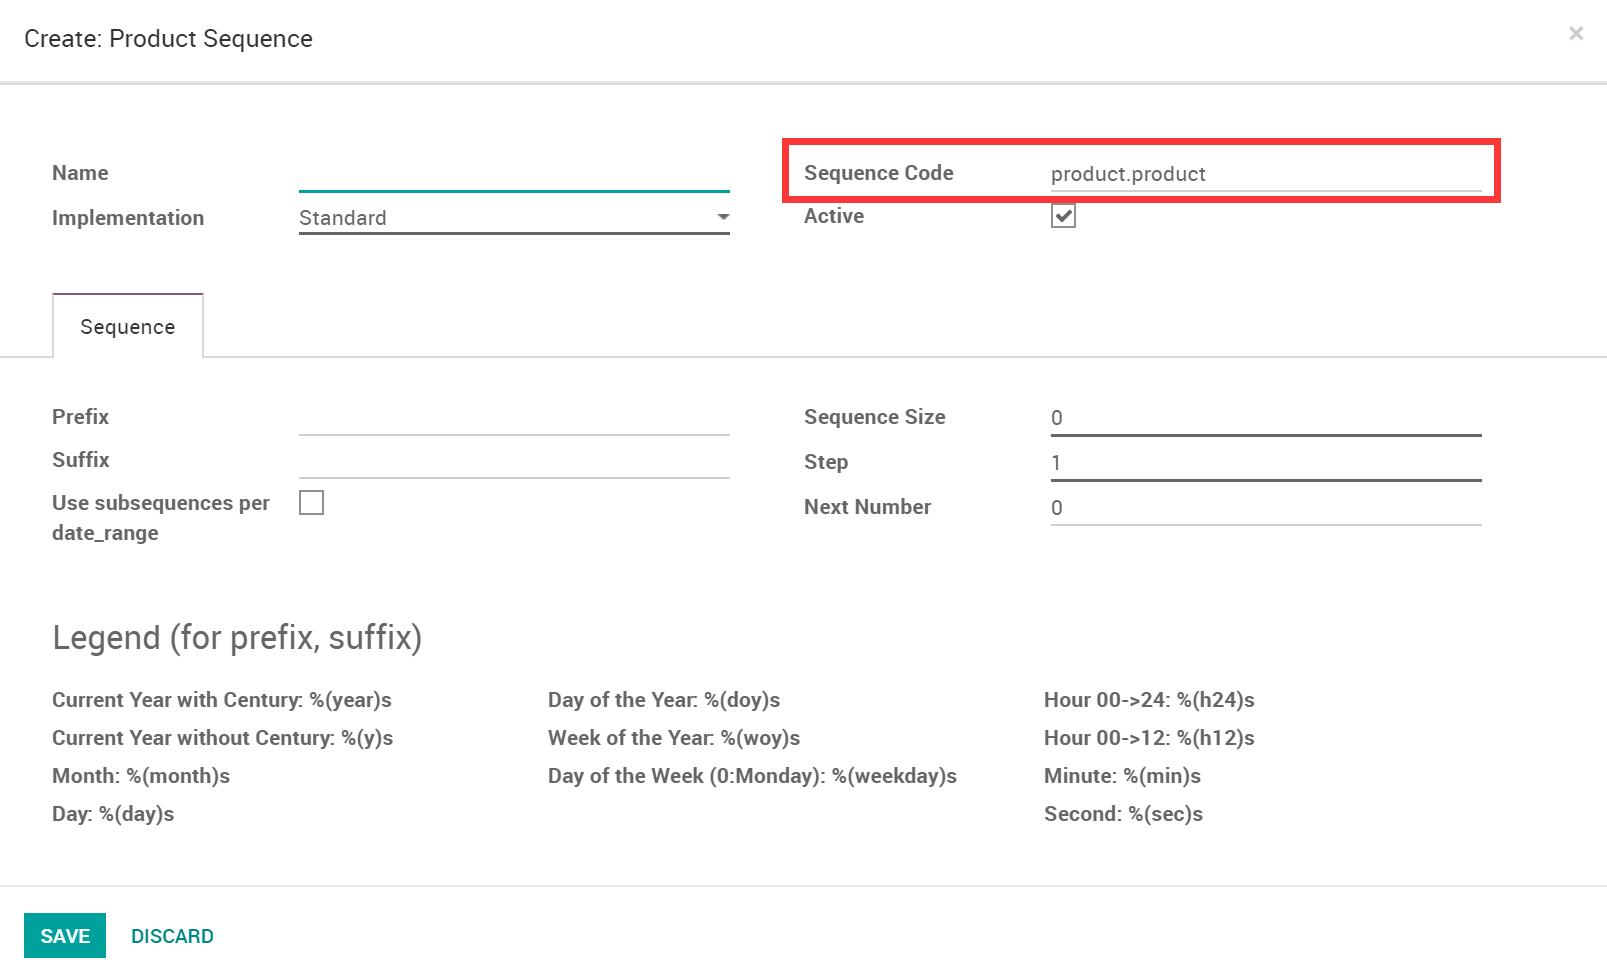 Create: Product Sequence
×
Name
Sequence Code product.product
Implementation Standard
Active
Sequence
Prefix
Sequence Size 0
Suffix
Step 1
Use subsequences per
date_range
Next Number 0
Legend (for prefix, suffix)
Current Year with Century: %(year)s
Day of the Year: %(doy)s
Hour 00->24: %(h24)s
Current Year without Century: %(y)s
Week of the Year: %(woy)s
Hour 00->12: %(h12)s
Month: %(month)s
Day of the Week (0:Monday): %(weekday)s
Minute: %(min)s
Day: %(day)s
Second: %(sec)s
SAVE
DISCARD